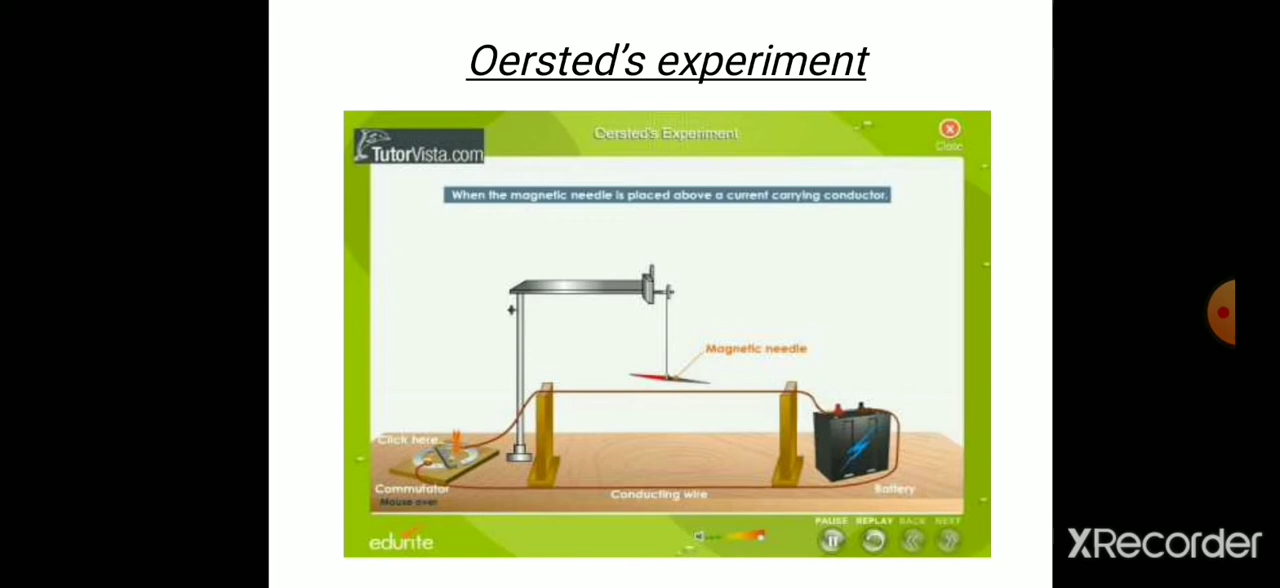 Oersted's experiment
TutorVista.com
Oersted's Experiment
x
Close
When the magnetic needle is placed above a current carrying conductor.
Magnetic needle
Click here..
Commutator
Mouse over
Conducting wire
Battery
PAUSE REPLAY BACK NEXT
edurite
XRecorder